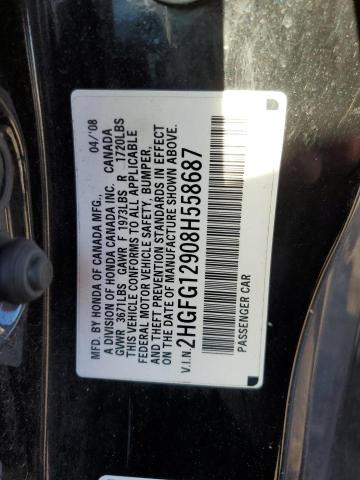 MFD. BY HONDA OF CANADA MFG. 04/'08
A DIVISION OF HONDA CANADA INC. CANADA
GVWR 3671LBS GAWR F 1973LBS R 1720LBS
THIS VEHICLE CONFORMS TO ALL APPLICABLE
FEDERAL MOTOR VEHICLE SAFETY, BUMPER,
AND THEFT PREVENTION STANDARDS IN EFFECT
ON THE DATE OF MANUFACTURE SHOWN ABOVE.
V.I.N. 2HGFG12908H558687
PASSENGER CAR